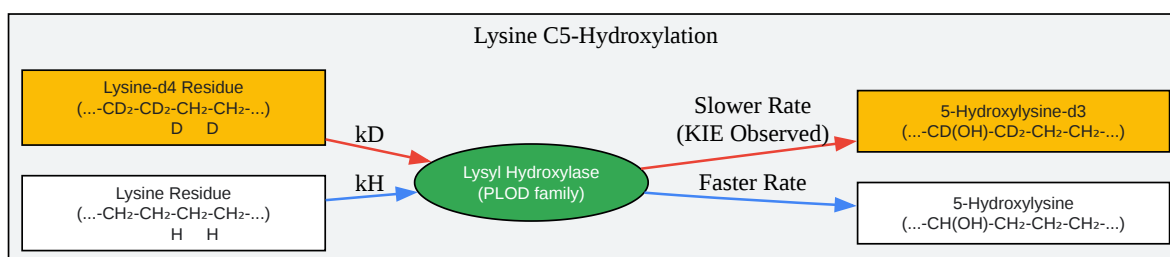 Lysine C5-Hydroxylation
Lysine-d4 Residue
(...-CD₂-CD₂-CH₂-CH₂-...)
D D
kD
Slower Rate
(KIE Observed)
5-Hydroxylysine-d3
(...-CD(OH)-CD₂-CH₂-CH₂-...)
Lysyl Hydroxylase
(PLOD family)
Lysine Residue
(...-CH₂-CH₂-CH₂-CH₂-...)
H H
kH
Faster Rate
5-Hydroxylysine
(...-CH(OH)-CH₂-CH₂-CH₂-...)